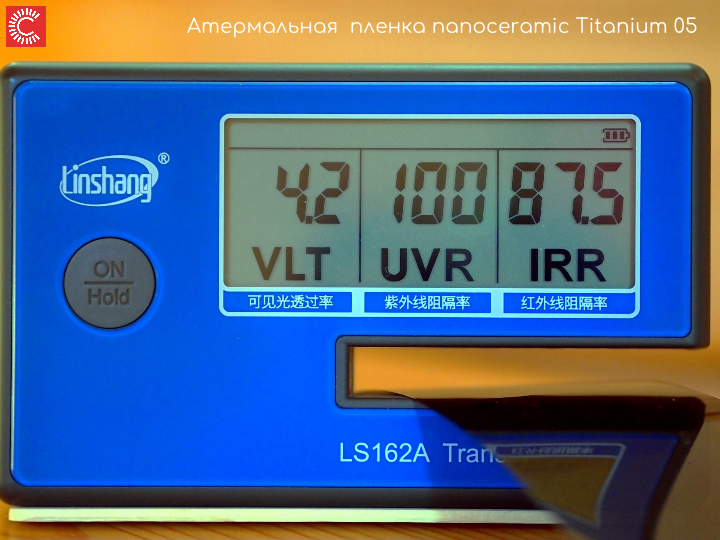 Атермальная пленка nanoceramic Titanium 05
Linshang®
4.2 100 87.5
VLT UVR IRR
可见光透过率 紫外线阻隔率 红外线阻隔率
ON
Hold
LS162A Trans